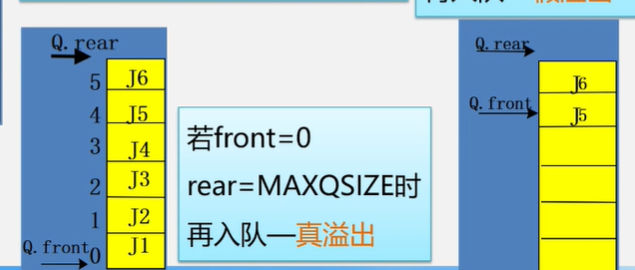 Q.rear
5 J6
4 J5
3 J4
2 J3
1 J2
Q.front 0 J1
若front=0
rear=MAXQSIZE时
再入队—真溢出
Q.rear
J6
Q.front J5